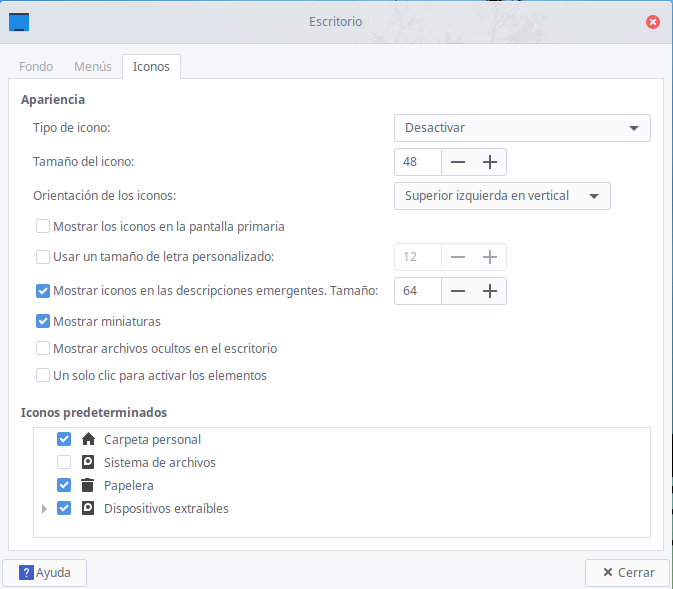 Escritorio
Fondo Menús Iconos
Apariencia
Tipo de icono: Desactivar
Tamaño del icono: 48
Orientación de los iconos: Superior izquierda en vertical
Mostrar los iconos en la pantalla primaria
Usar un tamaño de letra personalizado: 12
Mostrar iconos en las descripciones emergentes. Tamaño: 64
Mostrar miniaturas
Mostrar archivos ocultos en el escritorio
Un solo clic para activar los elementos
Iconos predeterminados
Carpeta personal
Sistema de archivos
Papelera
Dispositivos extraíbles
? Ayuda Cerrar